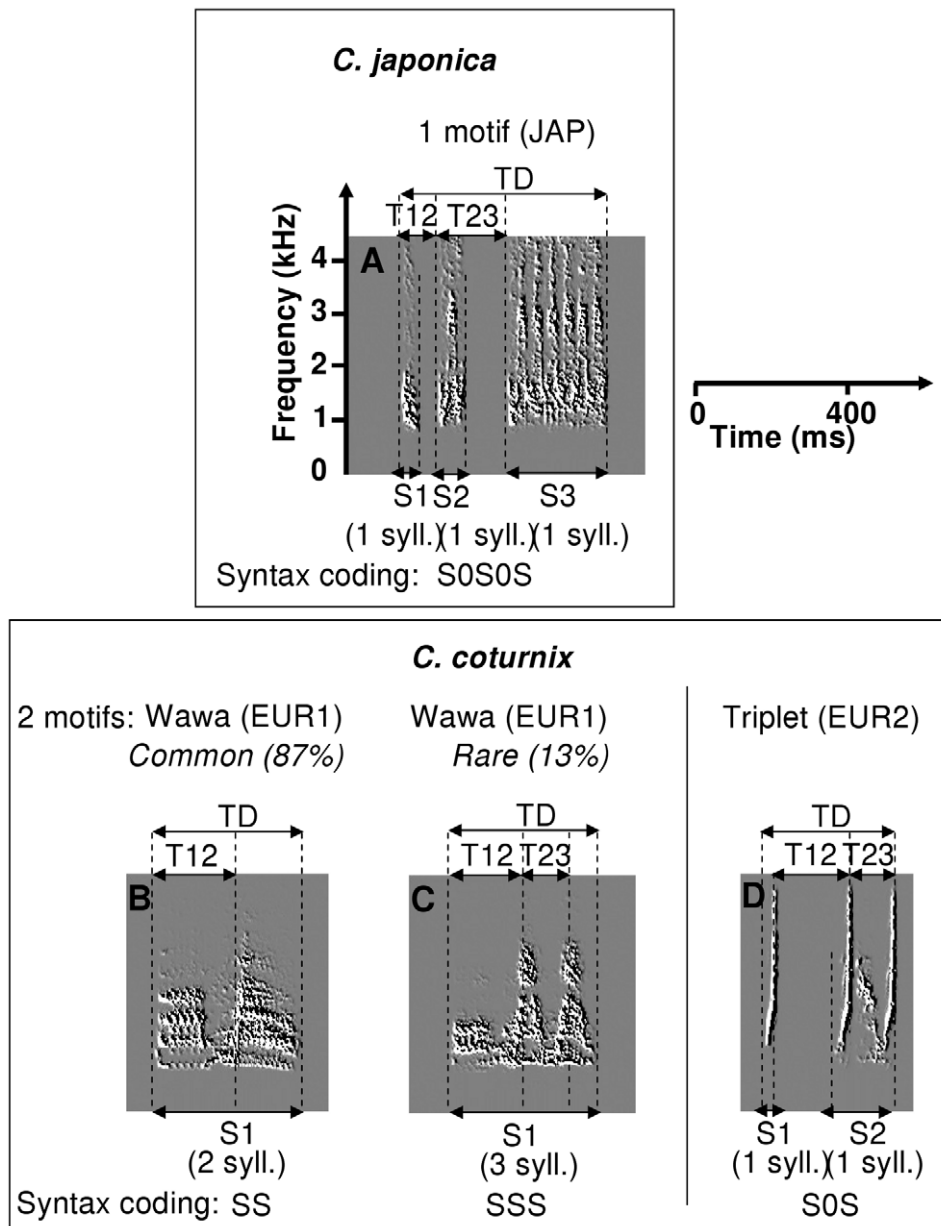 C. japonica
1 motif (JAP)
TD
T12 T23
A
Frequency (kHz)
4
3
2
1
0
S1 S2 S3
(1 syll.)(1 syll.)(1 syll.)
Syntax coding: S0S0S
0 400
Time (ms)
C. coturnix
2 motifs: Wawa (EUR1) Wawa (EUR1) Triplet (EUR2)
Common (87%) Rare (13%)
TD TD TD
T12 T12 T23 T12 T23
B C D
S1 S1 S1 S2
(2 syll.) (3 syll.) (1 syll.)(1 syll.)
Syntax coding: SS SSS S0S